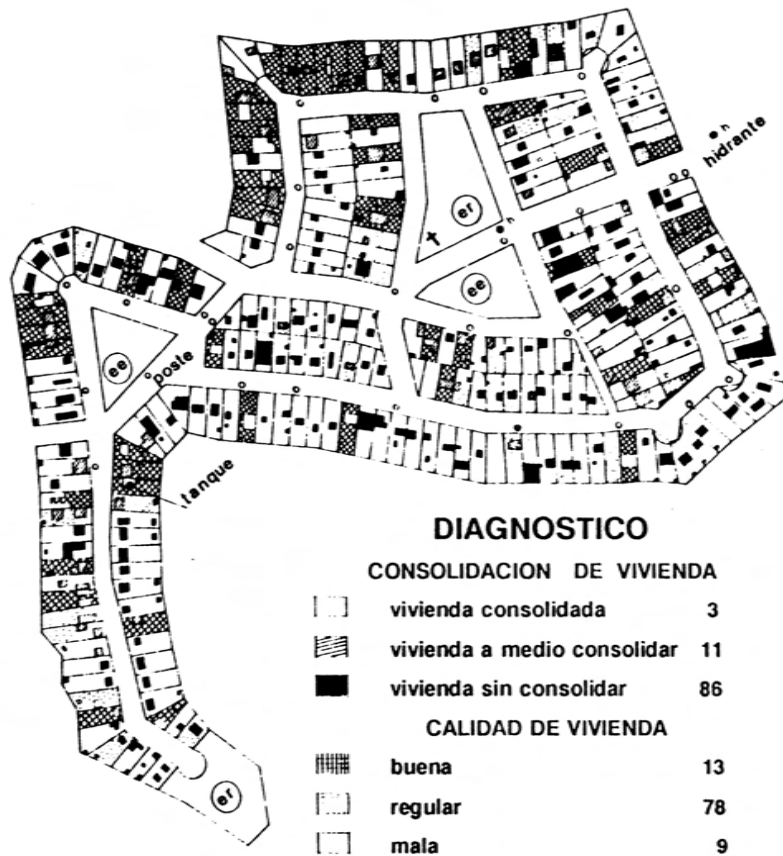 h
hidrante
er
ee
ee
poste
h
tanque
er
DIAGNOSTICO
CONSOLIDACION DE VIVIENDA
vivienda consolidada 3
vivienda a medio consolidar 11
vivienda sin consolidar 86
CALIDAD DE VIVIENDA
buena 13
regular 78
mala 9